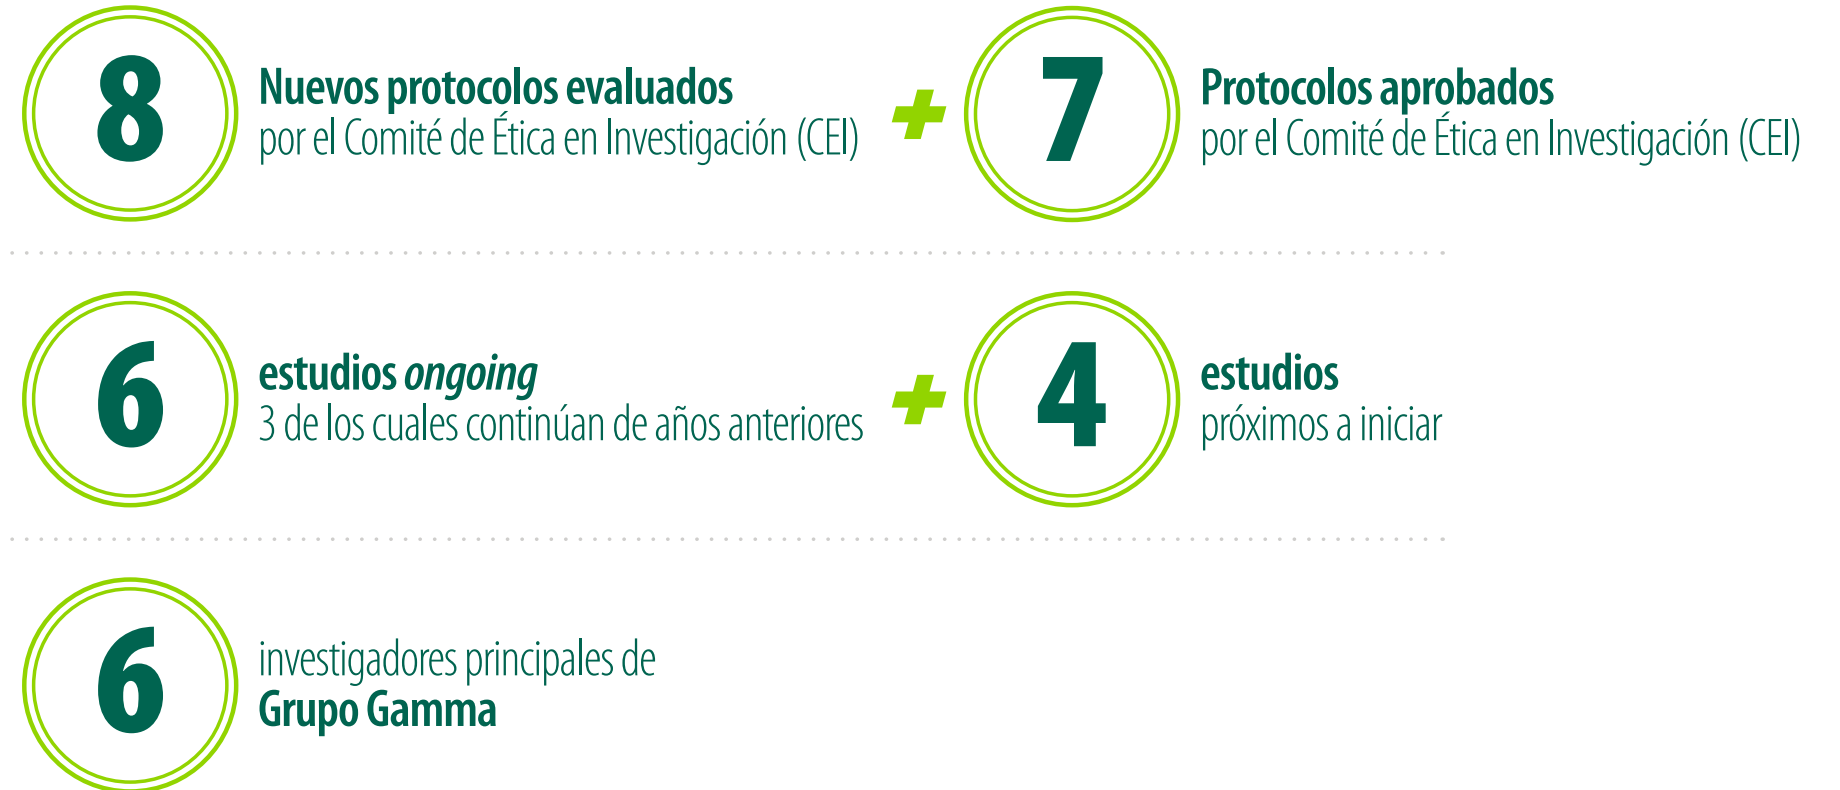 8
Nuevos protocolos evaluados
por el Comité de Ética en Investigación (CEI)
+
7
Protocolos aprobados
por el Comité de Ética en Investigación (CEI)
6
estudios ongoing
3 de los cuales continúan de años anteriores
+
4
estudios
próximos a iniciar
6
investigadores principales de
Grupo Gamma